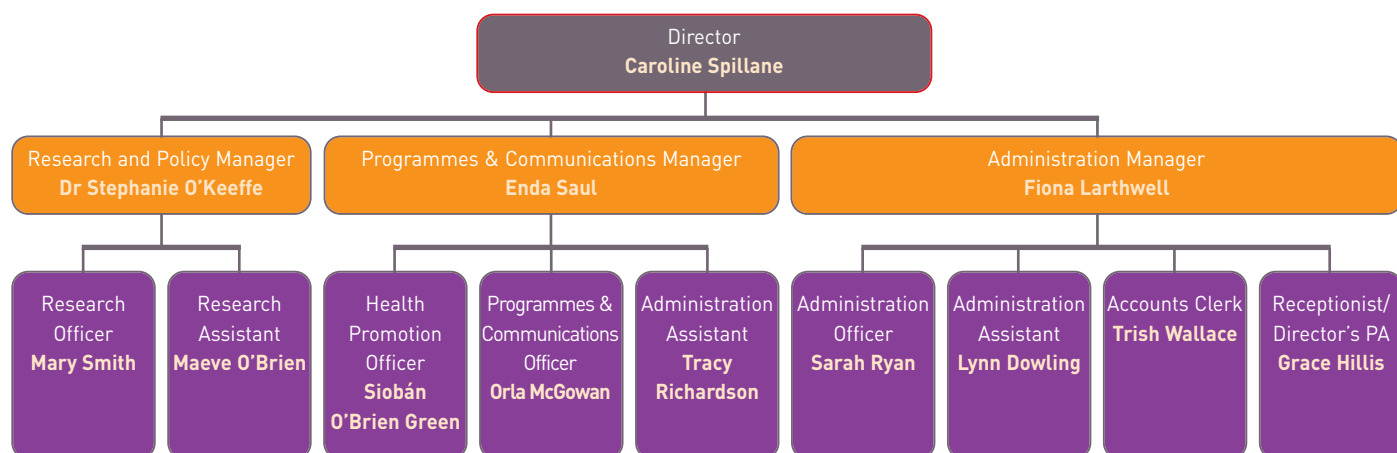 Director
Caroline Spillane
Research and Policy Manager
Dr Stephanie O’Keeffe
Programmes & Communications Manager
Enda Saul
Administration Manager
Fiona Larthwell
Research
Officer
Mary Smith
Research
Assistant
Maeve O’Brien
Health
Promotion
Officer
Siobán
O’Brien Green
Programmes &
Communications
Officer
Orla McGowan
Administration
Assistant
Tracy
Richardson
Administration
Officer
Sarah Ryan
Administration
Assistant
Lynn Dowling
Accounts Clerk
Trish Wallace
Receptionist/
Director’s PA
Grace Hillis